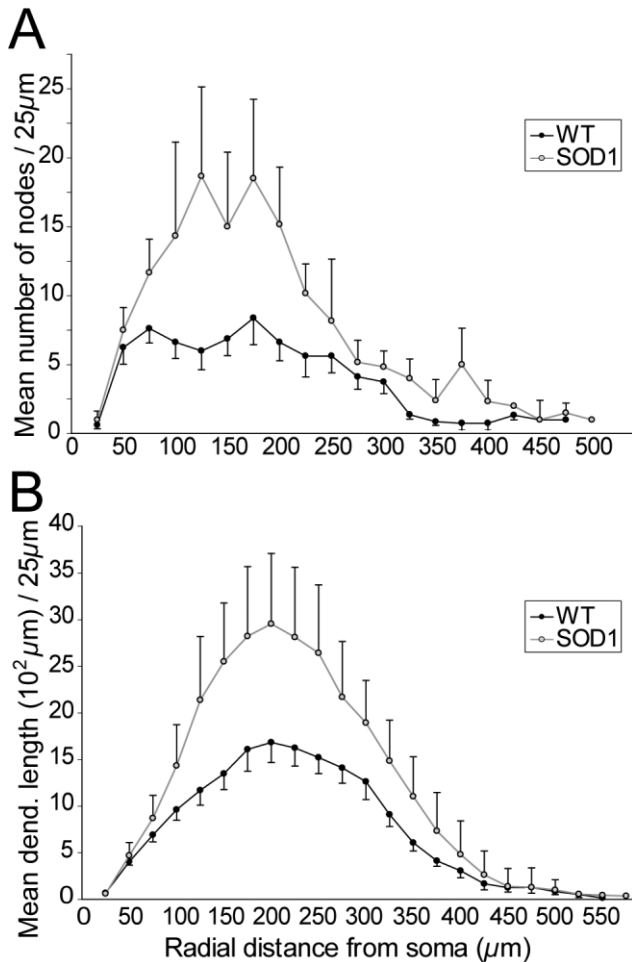 A
Mean number of nodes / 25µm
25
20
15
10
5
0
WT
SOD1
50 100 150 200 250 300 350 400 450 500
B
Mean dend. length (10² µm) / 25µm
40
35
30
25
20
15
10
5
0
WT
SOD1
0 50 100 150 200 250 300 350 400 450 500 550
Radial distance from soma (µm)